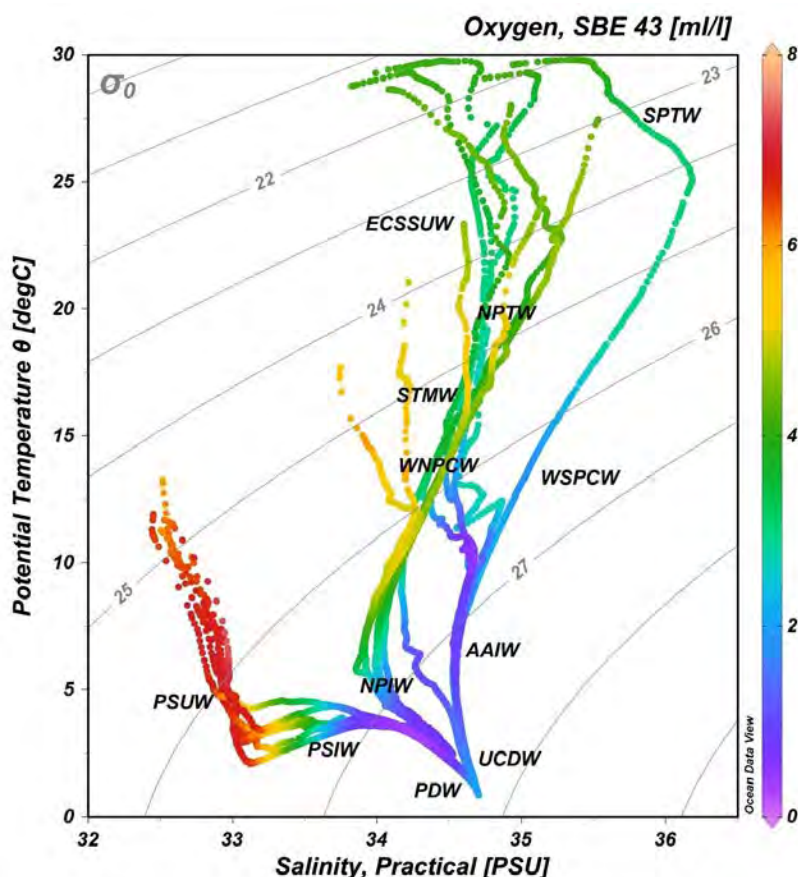 Oxygen, SBE 43 [ml/l]
30
σ0
8
23
SPTW
22
25
ECSSUW
6
24
20
NPTW
26
STMW
15
4
WNPCW
WSPCW
Potential Temperature θ [degC]
10
25
27
2
AAIW
5
PSUW
NPIW
PSIW
UCDW
PDW
Ocean Data View
0
0
32
33
34
35
36
Salinity, Practical [PSU]